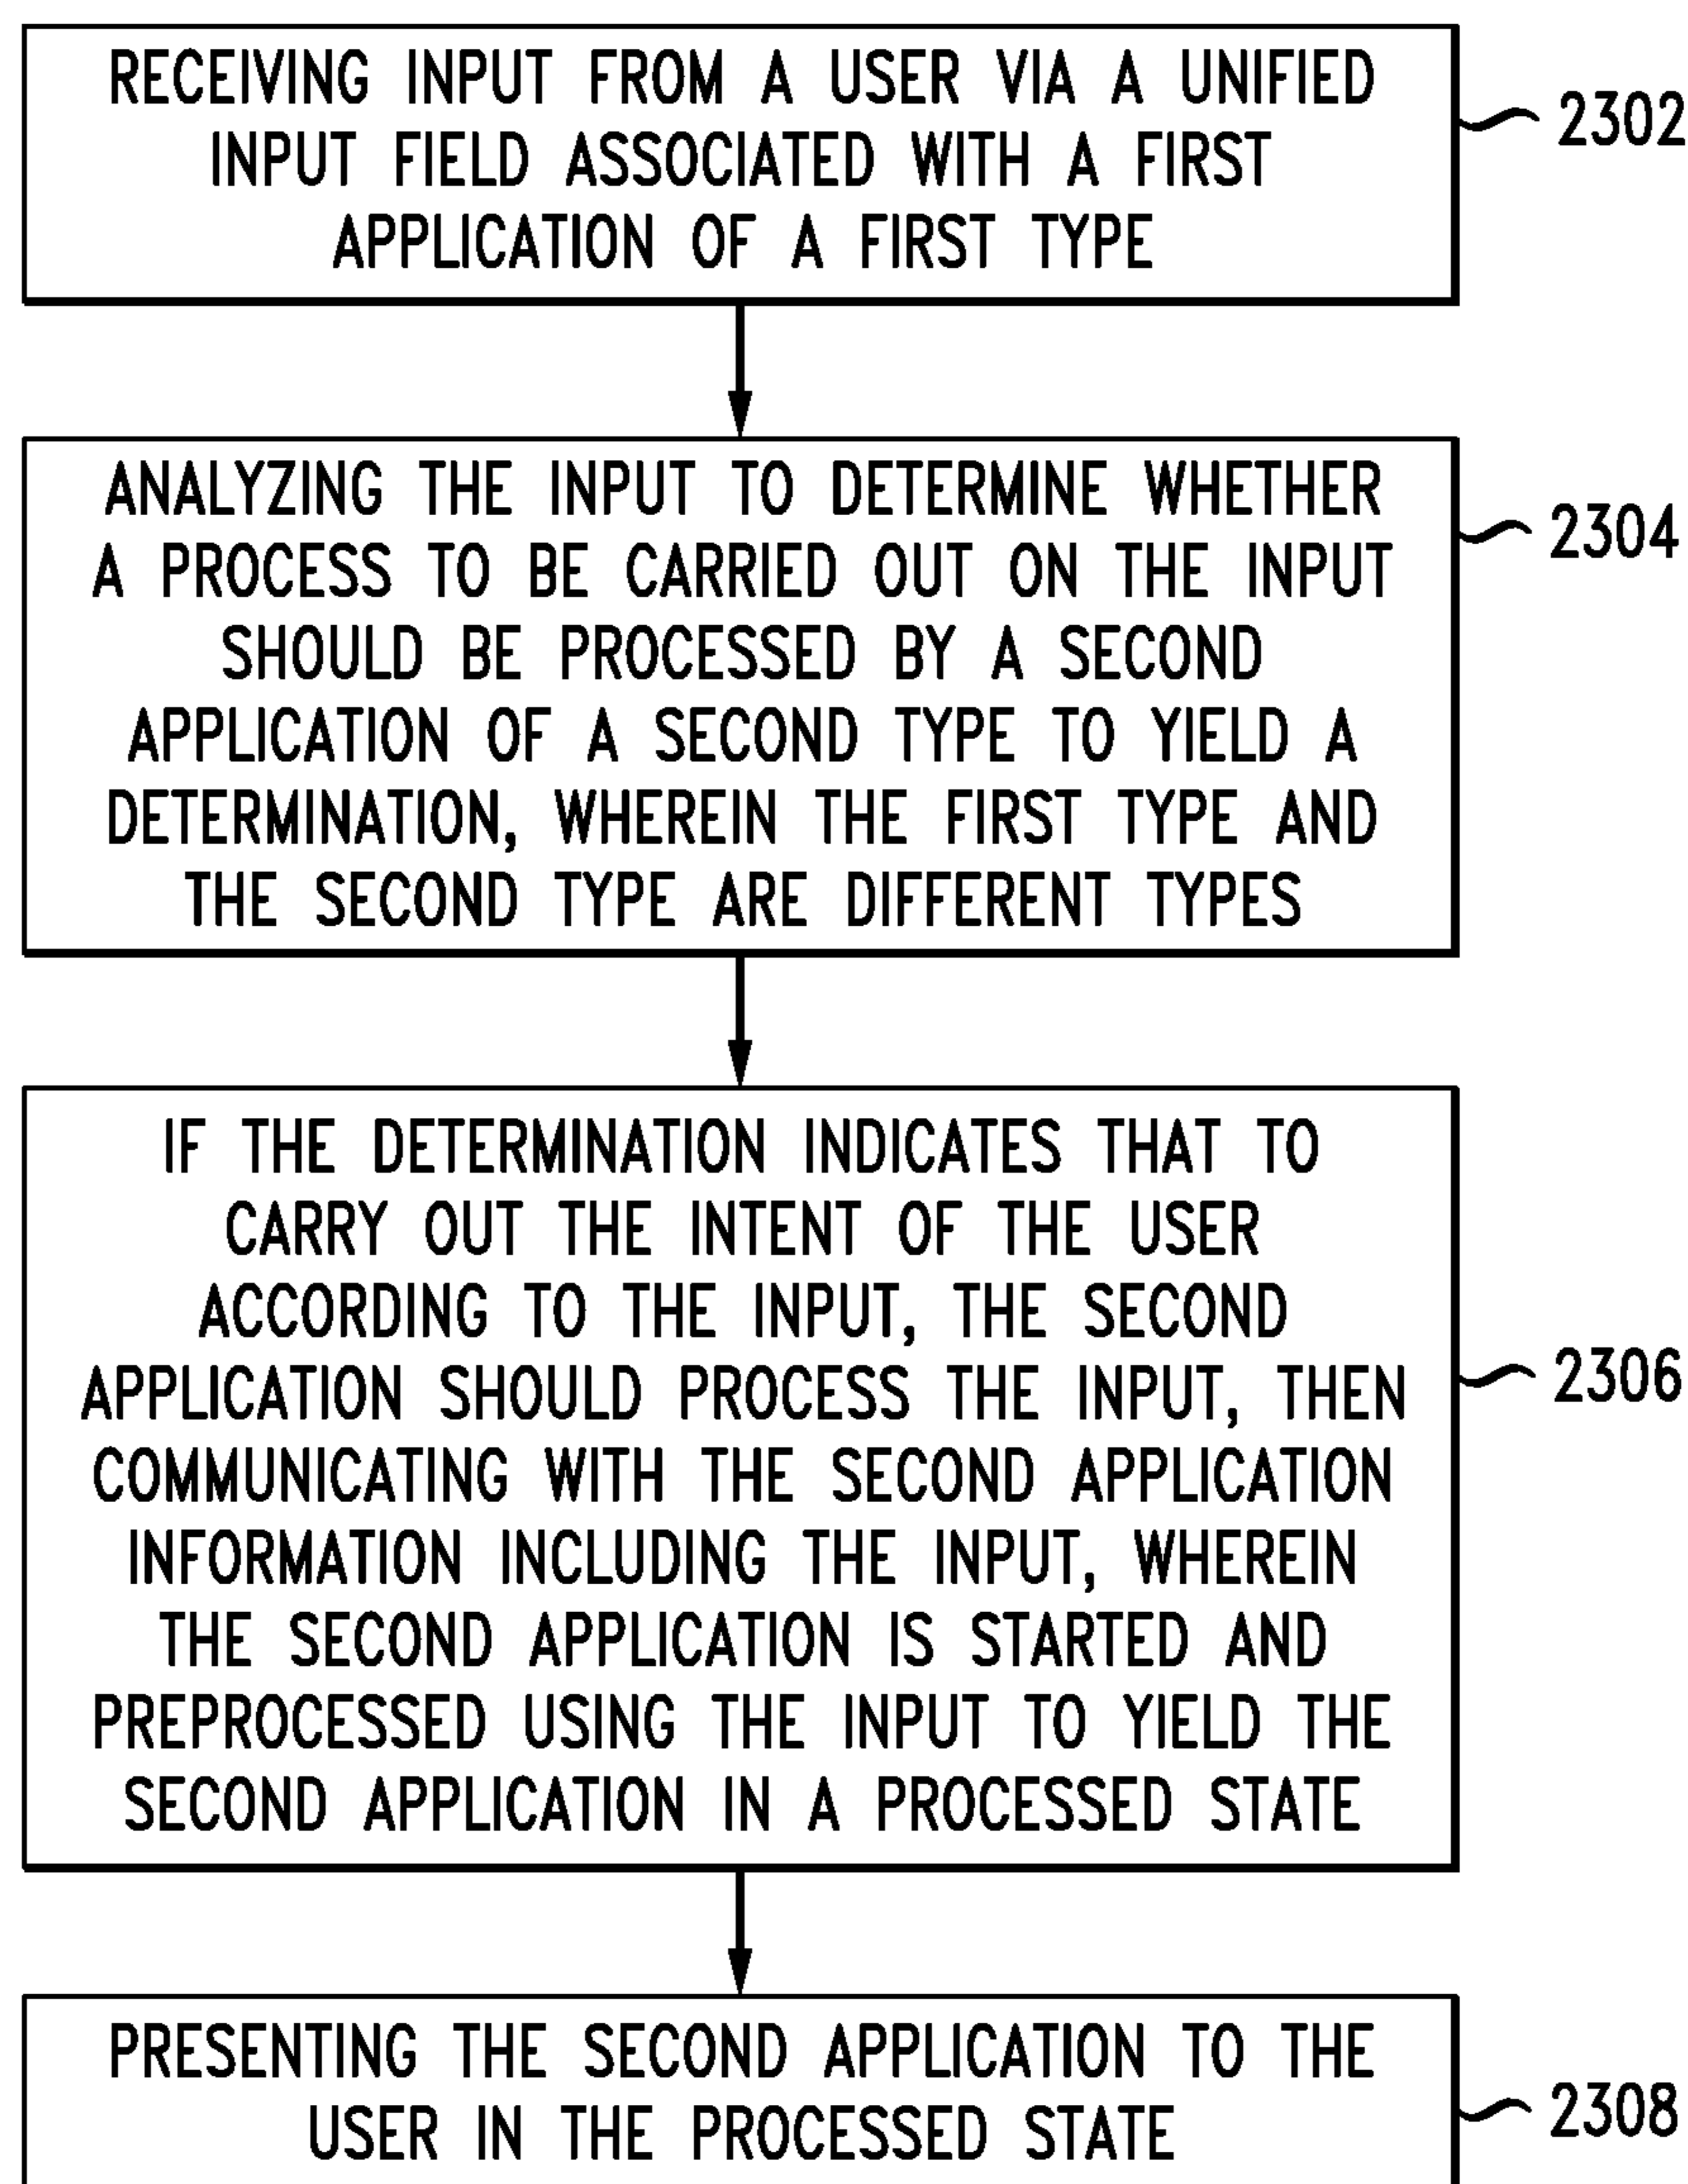 RECEIVING INPUT FROM A USER VIA A UNIFIED
INPUT FIELD ASSOCIATED WITH A FIRST
APPLICATION OF A FIRST TYPE
2302
ANALYZING THE INPUT TO DETERMINE WHETHER
A PROCESS TO BE CARRIED OUT ON THE INPUT
SHOULD BE PROCESSED BY A SECOND
APPLICATION OF A SECOND TYPE TO YIELD A
DETERMINATION, WHEREIN THE FIRST TYPE AND
THE SECOND TYPE ARE DIFFERENT TYPES
2304
IF THE DETERMINATION INDICATES THAT TO
CARRY OUT THE INTENT OF THE USER
ACCORDING TO THE INPUT, THE SECOND
APPLICATION SHOULD PROCESS THE INPUT, THEN
COMMUNICATING WITH THE SECOND APPLICATION
INFORMATION INCLUDING THE INPUT, WHEREIN
THE SECOND APPLICATION IS STARTED AND
PREPROCESSED USING THE INPUT TO YIELD THE
SECOND APPLICATION IN A PROCESSED STATE
2306
PRESENTING THE SECOND APPLICATION TO THE
USER IN THE PROCESSED STATE
2308